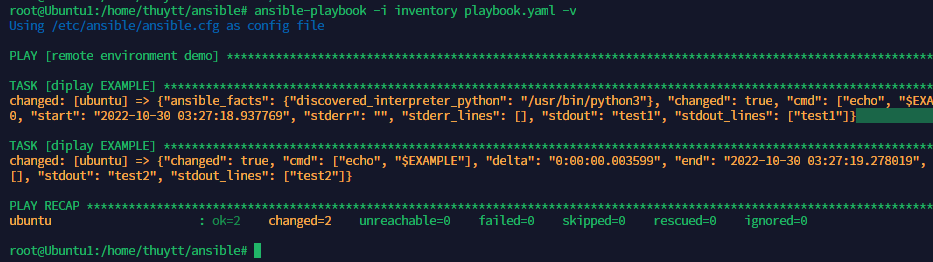 root@Ubuntu1:/home/thuytt/ansible# ansible-playbook -i inventory playbook.yaml -v
Using /etc/ansible/ansible.cfg as config file
PLAY [remote environment demo] ****************************************************************************************************
TASK [diplay EXAMPLE] *************************************************************************************************************
changed: [ubuntu] => {"ansible_facts": {"discovered_interpreter_python": "/usr/bin/python3"}, "changed": true, "cmd": ["echo", "$EXA
0, "start": "2022-10-30 03:27:18.937769", "stderr": "", "stderr_lines": [], "stdout": "test1", "stdout_lines": ["test1"]}
TASK [diplay EXAMPLE] *************************************************************************************************************
changed: [ubuntu] => {"changed": true, "cmd": ["echo", "$EXAMPLE"], "delta": "0:00:00.003599", "end": "2022-10-30 03:27:19.278019",
[], "stdout": "test2", "stdout_lines": ["test2"]}
PLAY RECAP ************************************************************************************************************************
ubuntu : ok=2 changed=2 unreachable=0 failed=0 skipped=0 rescued=0 ignored=0
root@Ubuntu1:/home/thuytt/ansible#